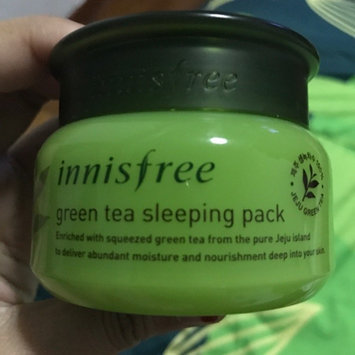 innisfree
innisfree
green tea sleeping pack
Enriched with squeezed green tea from the pure Jeju island
to deliver abundant moisture and nourishment deep into your skin.
JEJU GREEN TEA